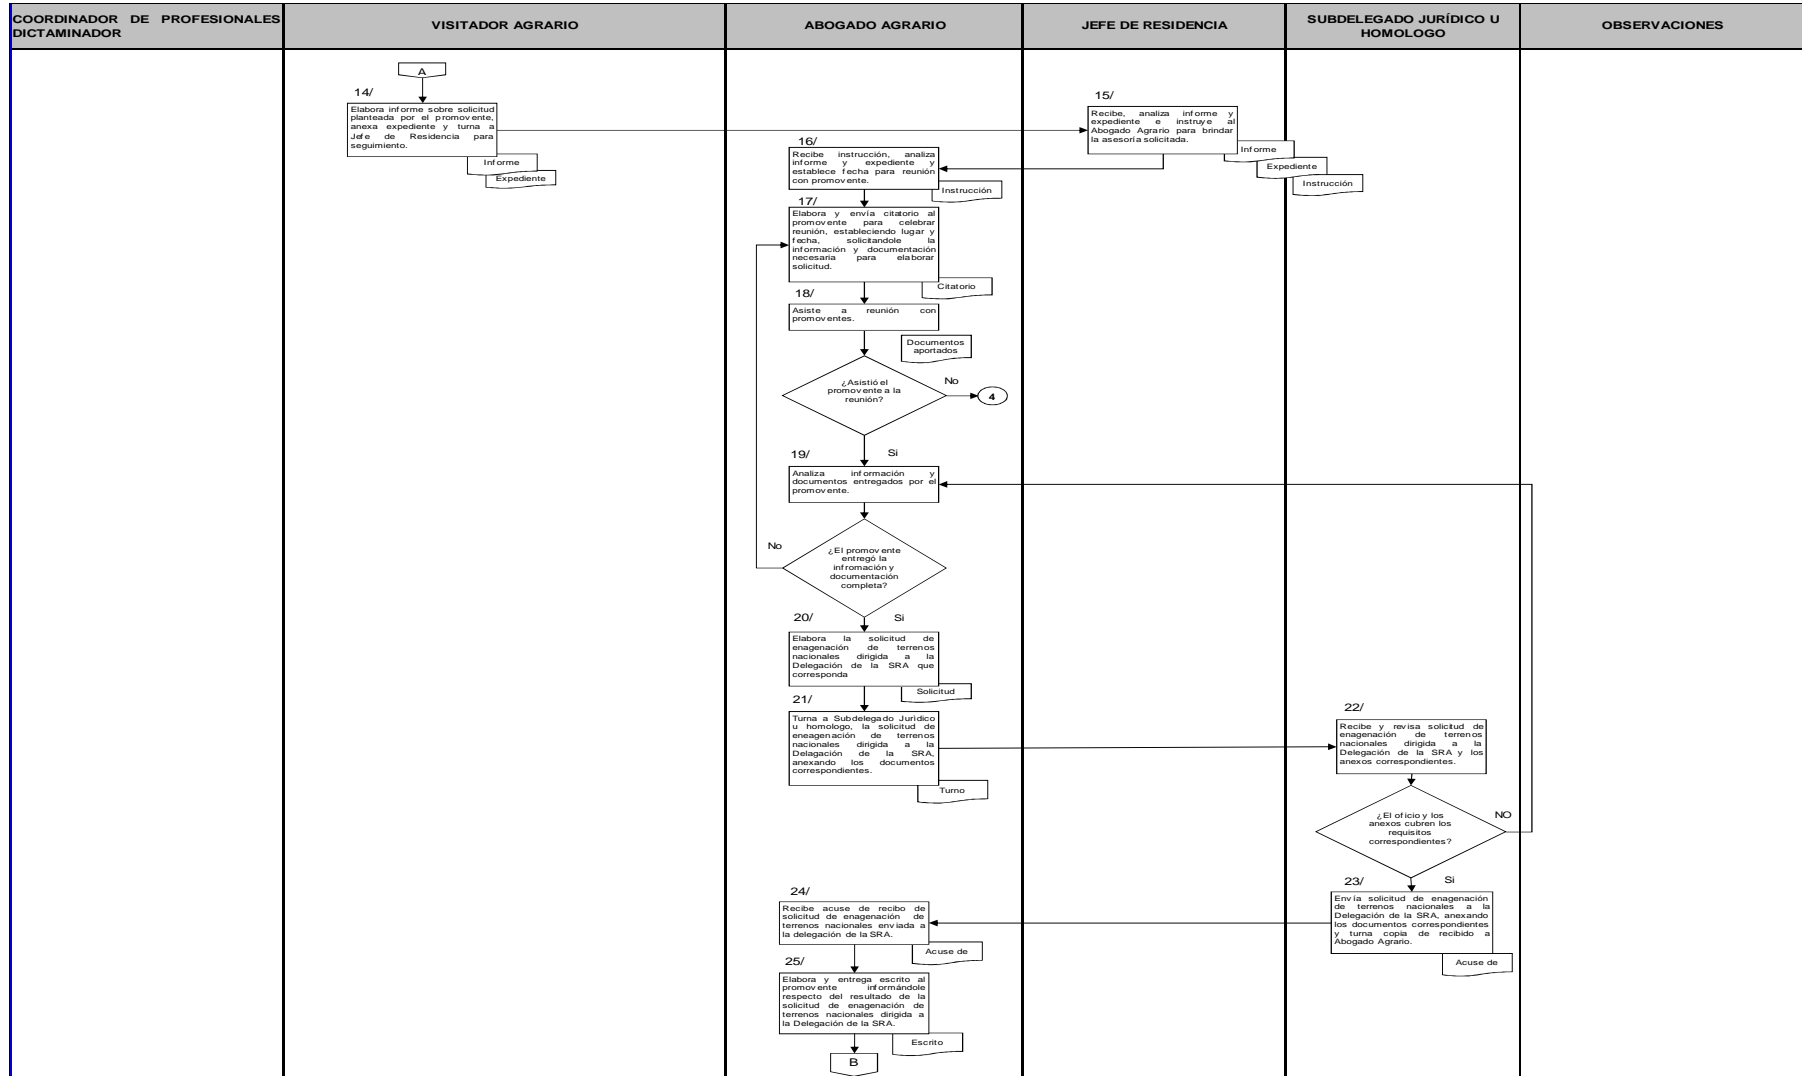 COORDINADOR DE PROFESIONALES
DICTAMINADOR
VISITADOR AGRARIO
ABOGADO AGRARIO
JEFE DE RESIDENCIA
SUBDELEGADO JURÍDICO U
HOMOLOGO
OBSERVACIONES
A
14/
Elabora informe sobre solicitud
planteada por el promovente,
anexa expediente y turna a
Jefe de Residencia para
seguimiento.
Informe
Expediente
15/
Recibe, analiza informe y
expediente e instruye al
Abogado Agrario para brindar
la asesoría solicitada.
Informe
Expediente
Instrucción
16/
Recibe instrucción, analiza
informe y expediente y
establece fecha para reunión
con promovente.
Instrucción
17/
Elabora y envía citatorio al
promovente para celebrar
reunión, estableciendo lugar y
fecha, solicitandole la
información y documentación
necesaria para elaborar
solicitud.
Citatorio
18/
Asiste a reunión con
promoventes.
Documentos
aportados
¿Asistió el
promovente a la
reunión?
No
4
Si
19/
Analiza información y
documentos entregados por el
promovente.
No
¿El promovente
entregó la
infromación y
documentación
completa?
Si
20/
Elabora la solicitud de
enagenación de terrenos
nacionales dirigida a la
Delegación de la SRA que
corresponda
Solicitud
21/
Turna a Subdelegado Jurídico
u homologo, la solicitud de
eneagenación de terrenos
nacionales dirigida a la
Delagación de la SRA,
anexando los documentos
correspondientes.
Turno
22/
Recibe y revisa solicitud de
enagenación de terrenos
nacionales dirigida a la
Delegación de la SRA y los
anexos correspondientes.
¿El oficio y los
anexos cubren los
requisitos
correspondientes?
NO
Si
23/
Envía solicitud de enagenación
de terrenos nacionales a la
Delegación de la SRA, anexando
los documentos correspondientes
y turna copia de recibido a
Abogado Agrario.
Acuse de
24/
Recibe acuse de recibo de
solicitud de enagenación de
terrenos nacionales enviada a
la delegación de la SRA.
Acuse de
25/
Elabora y entrega escrito al
promovente informándole
respecto del resultado de la
solicitud de enagenación de
terrenos nacionales dirigida a
la Delegación de la SRA.
Escrito
B